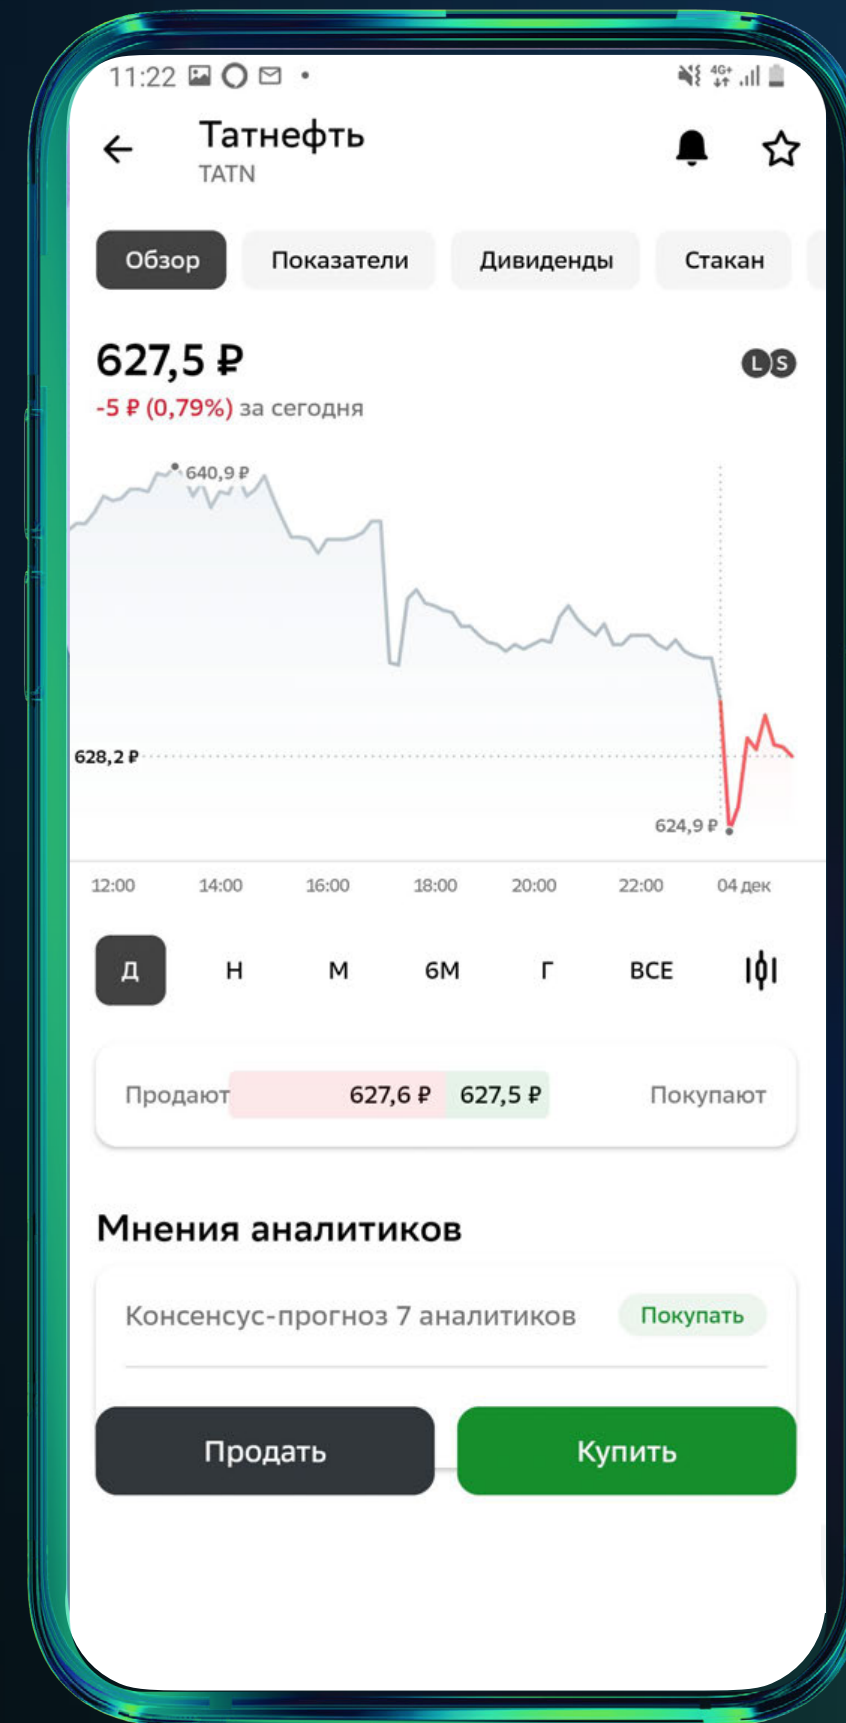 11:22
4G+
Татнефть
TATN
Обзор Показатели Дивиденды Стакан
627,5 ₽
L S
-5 ₽ (0,79%) за сегодня
640,9 ₽
628,2 ₽
624,9 ₽
12:00 14:00 16:00 18:00 20:00 22:00 04 дек
Д Н М 6М Г ВСЕ
Продают 627,6 ₽ 627,5 ₽ Покупают
Мнения аналитиков
Консенсус-прогноз 7 аналитиков Покупать
Продать Купить